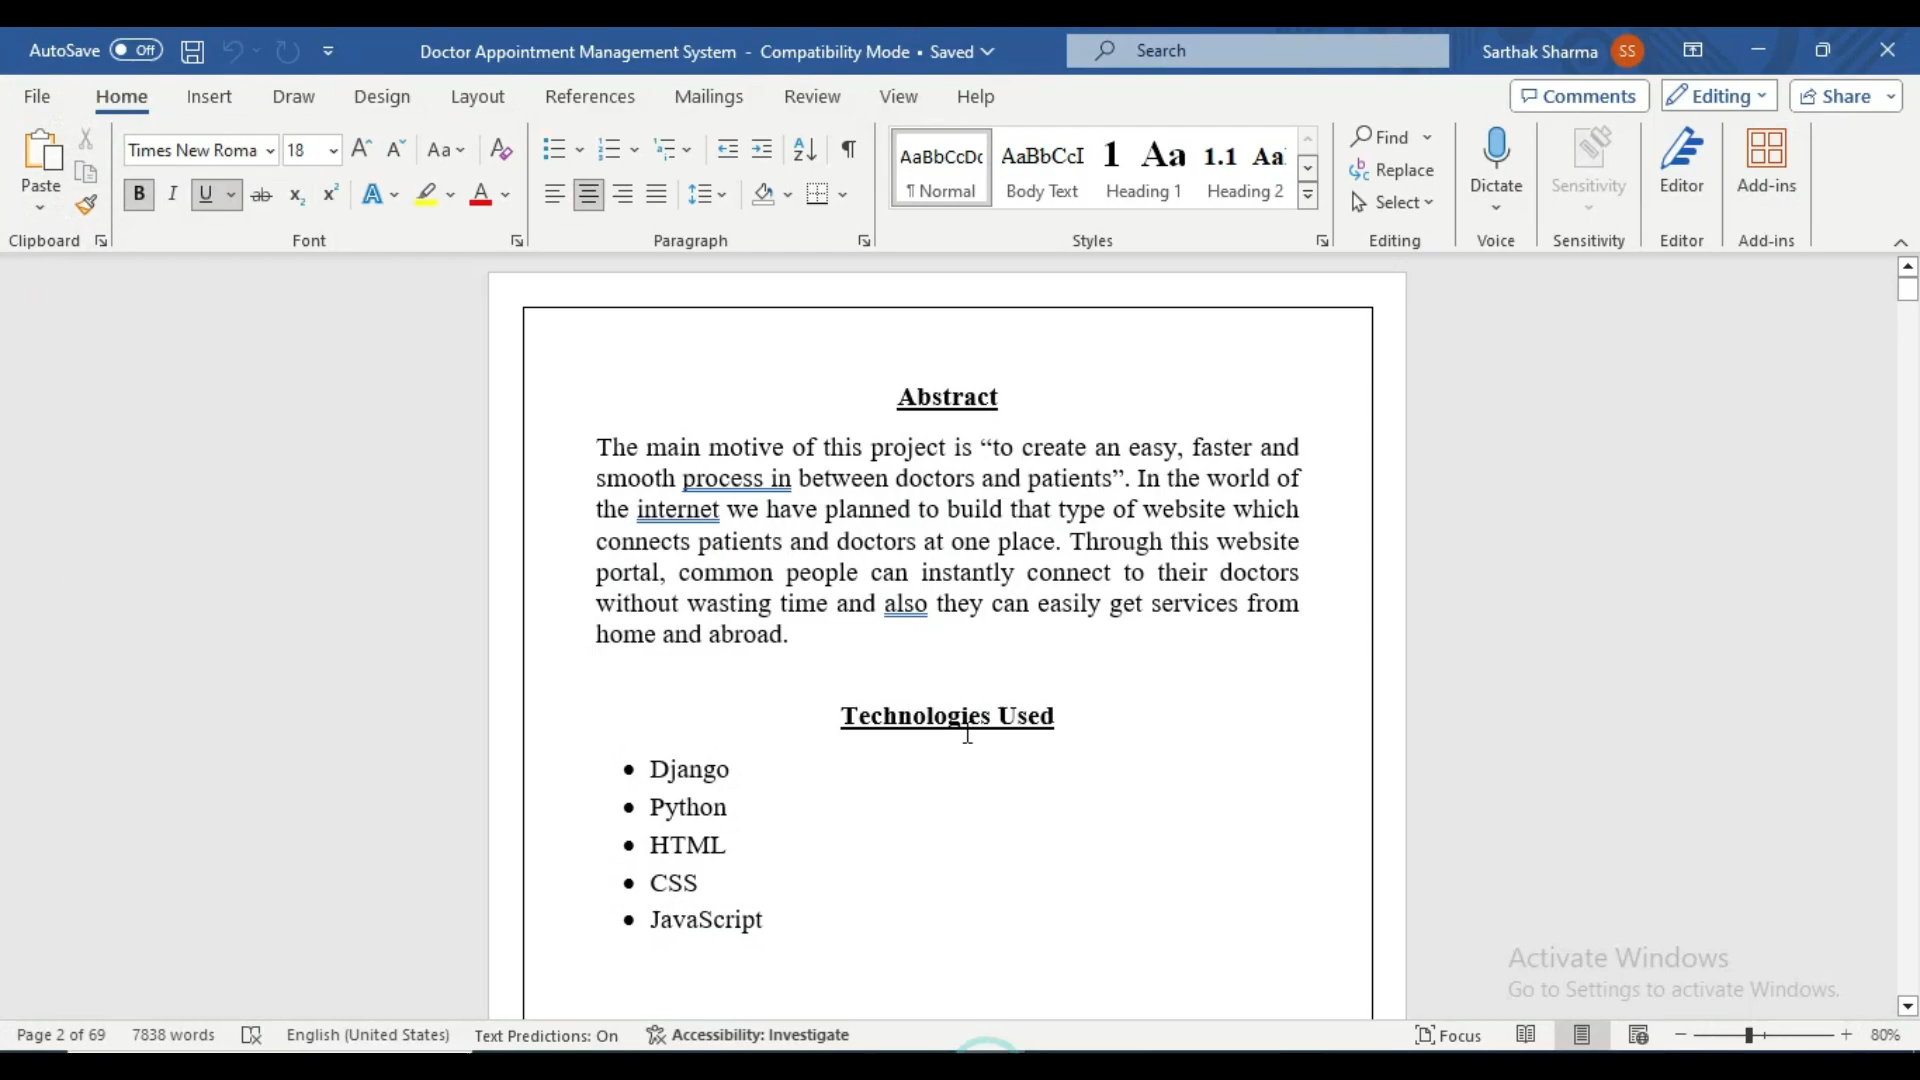 AutoSave Off Doctor Appointment Management System - Compatibility Mode • Saved Search Sarthak Sharma SS
File Home Insert Draw Design Layout References Mailings Review View Help Comments Editing Share
Paste
Clipboard
Times New Roma 18 Aa
B I U ab x₂ x² A A
Font
Paragraph
AaBbCcDc AaBbCcI 1 Aa 1.1 Aa
¶ Normal Body Text Heading 1 Heading 2
Styles
Find
Replace
Select
Editing
Dictate
Voice
Sensitivity
Sensitivity
Editor
Editor
Add-ins
Add-ins
Abstract
The main motive of this project is “to create an easy, faster and
smooth process in between doctors and patients”. In the world of
the internet we have planned to build that type of website which
connects patients and doctors at one place. Through this website
portal, common people can instantly connect to their doctors
without wasting time and also they can easily get services from
home and abroad.
Technologies Used
• Django
• Python
• HTML
• CSS
• JavaScript
Activate Windows
Go to Settings to activate Windows.
Page 2 of 69 7838 words English (United States) Text Predictions: On Accessibility: Investigate Focus 80%